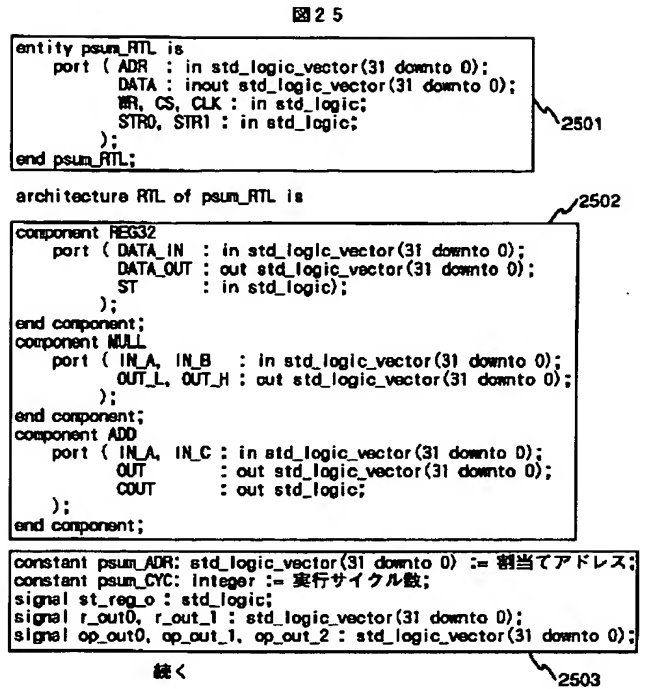 図25
entity psum_RTL is
port ( ADR : in std_logic_vector(31 downto 0);
DATA : inout std_logic_vector(31 downto 0);
WR, CS, CLK : in std_logic;
STR0, STR1 : in std_logic;
);
end psum_RTL;
2501
architecture RTL of psum_RTL is
2502
component REG32
port ( DATA_IN : in std_logic_vector(31 downto 0);
DATA_OUT : out std_logic_vector(31 downto 0);
ST : in std_logic);
);
end component;
component MULL
port ( IN_A, IN_B : in std_logic_vector(31 downto 0);
OUT_L, OUT_H : out std_logic_vector(31 downto 0);
);
end component;
component ADD
port ( IN_A, IN_C : in std_logic_vector(31 downto 0);
OUT : out std_logic_vector(31 downto 0);
COUT : out std_logic;
);
end component;
constant psum_ADR: std_logic_vector(31 downto 0) := 割当てアドレス;
constant psum_CYC: integer := 実行サイクル数;
signal st_reg_o : std_logic;
signal r_out0, r_out_1 : std_logic_vector(31 downto 0);
signal op_out0, op_out_1, op_out_2 : std_logic_vector(31 downto 0);
続く
2503